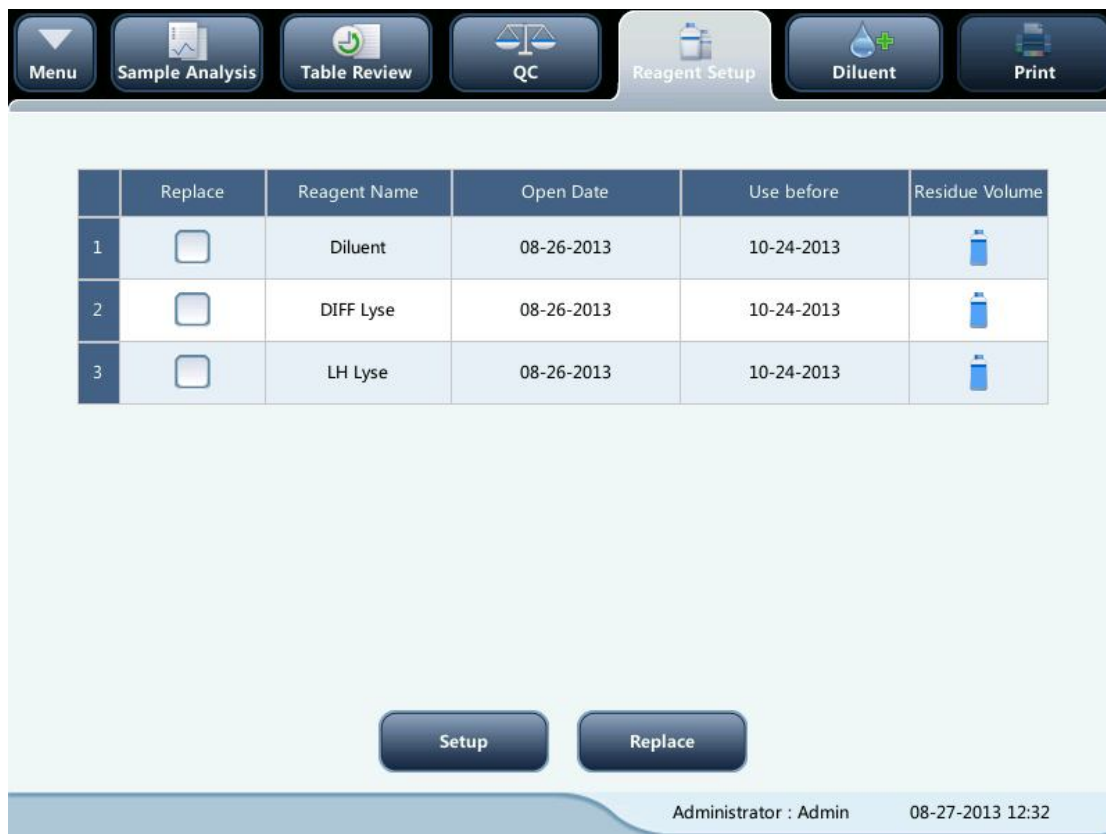 Menu Sample Analysis Table Review QC Reagent Setup Diluent Print
Replace Reagent Name Open Date Use before Residue Volume
1 Diluent 08-26-2013 10-24-2013
2 DIFF Lyse 08-26-2013 10-24-2013
3 LH Lyse 08-26-2013 10-24-2013
Setup Replace
Administrator : Admin 08-27-2013 12:32